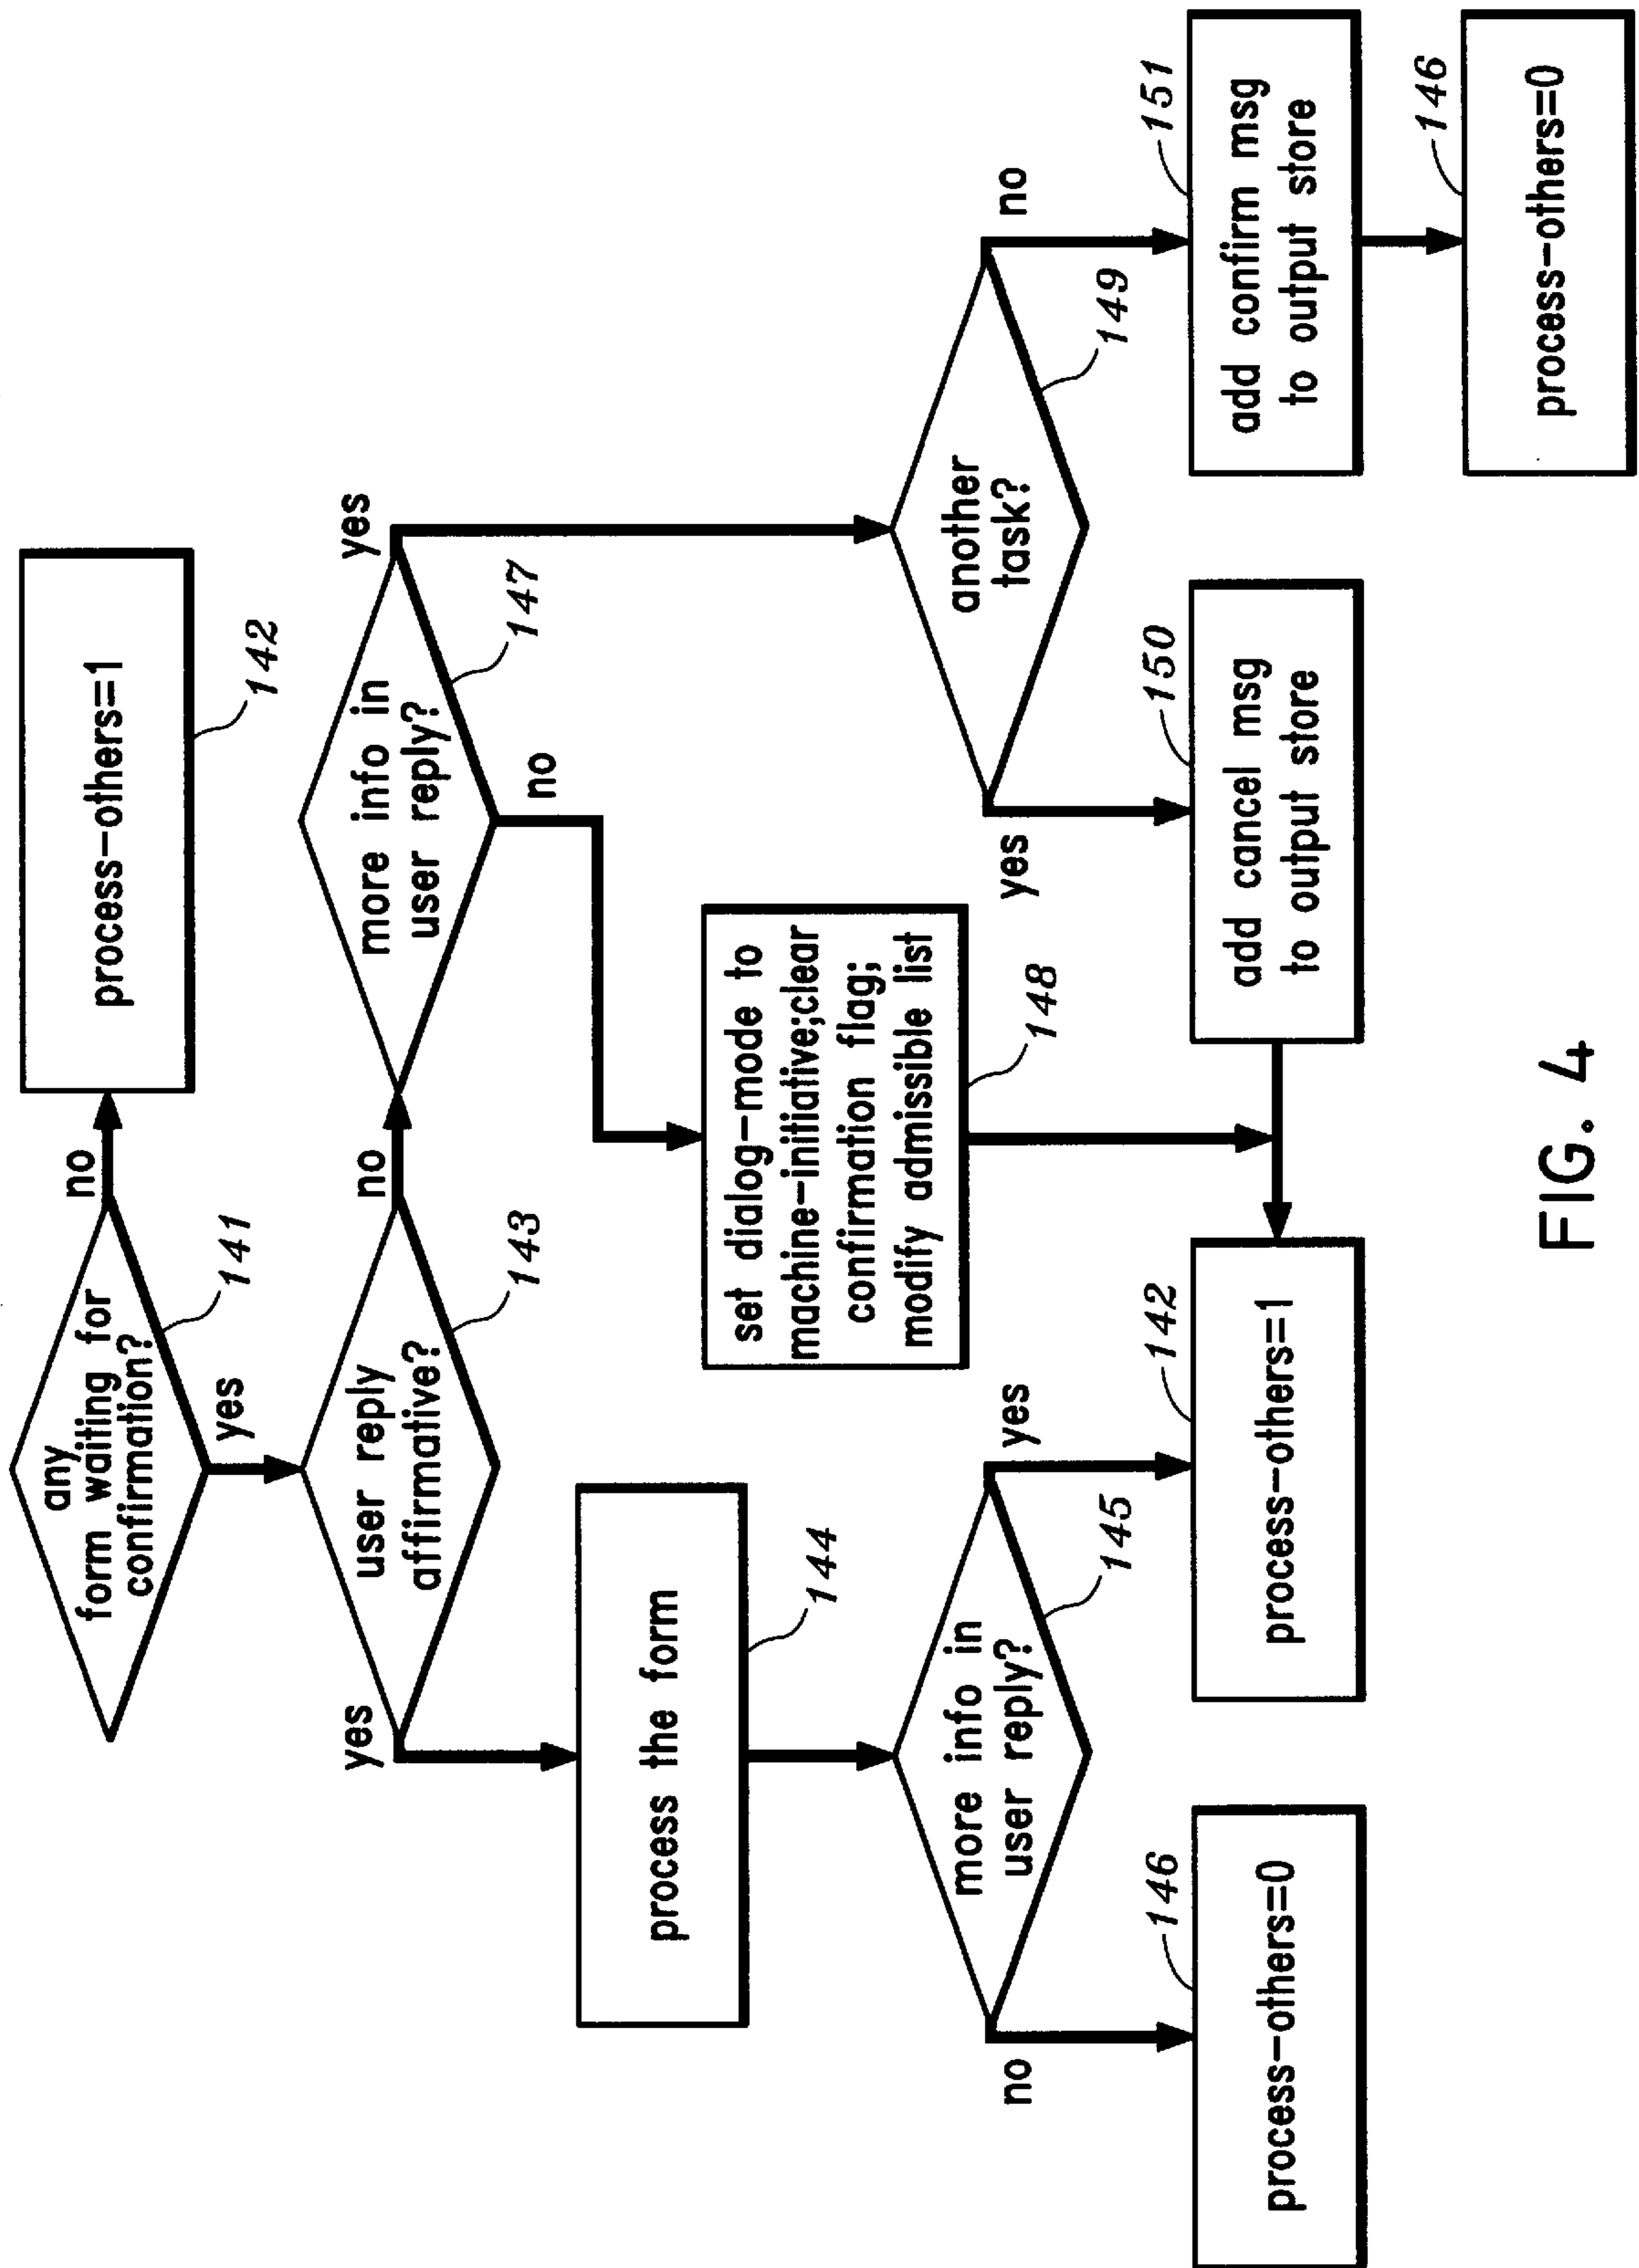 any
form waiting for
confirmation?
141
no
process-others=1
142
yes
user reply
affirmative?
143
no
more info in
user reply?
147
yes
yes
process the form
144
no
set dialog-mode to
machine-initiative;clear
confirmation flag;
modify admissible list
148
more info in
user reply?
145
another
task?
149
no
process-others=0
146
yes
process-others=1
142
yes
add cancel msg
to output store
150
no
add confirm msg
to output store
151
process-others=0
146
FIG. 4